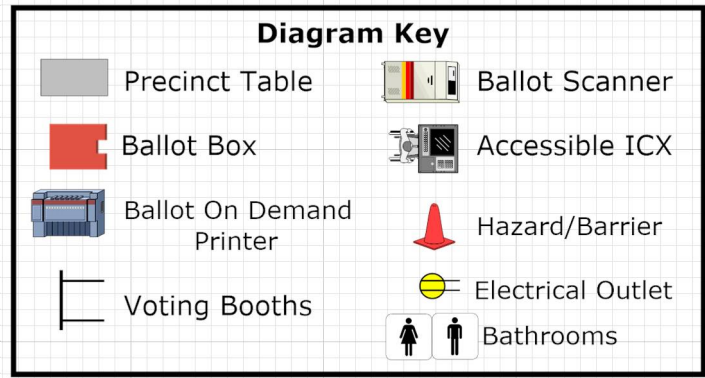 Diagram Key
Precinct Table
Ballot Scanner
Ballot Box
Accessible ICX
Ballot On Demand
Printer
Hazard/Barrier
Voting Booths
Electrical Outlet
Bathrooms